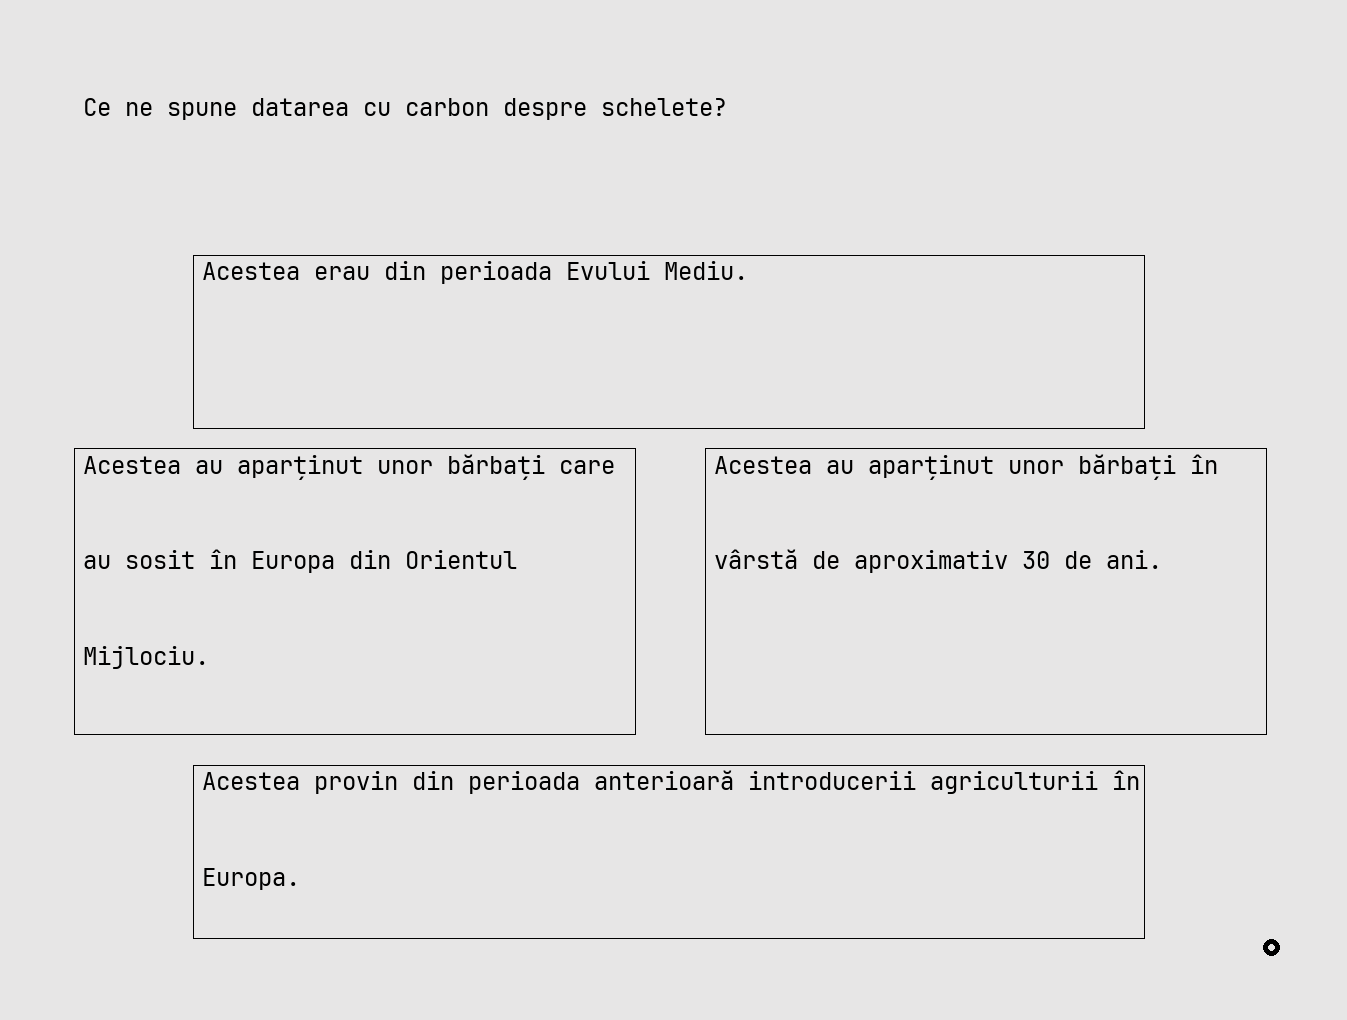 Ce ne spune datarea cu carbon despre schelete?
Acestea erau din perioada Evului Mediu.
Acestea au aparținut unor bărbați care
au sosit în Europa din Orientul
Mijlociu.
Acestea au aparținut unor bărbați în
vârstă de aproximativ 30 de ani.
Acestea provin din perioada anterioară introducerii agriculturii în
Europa.